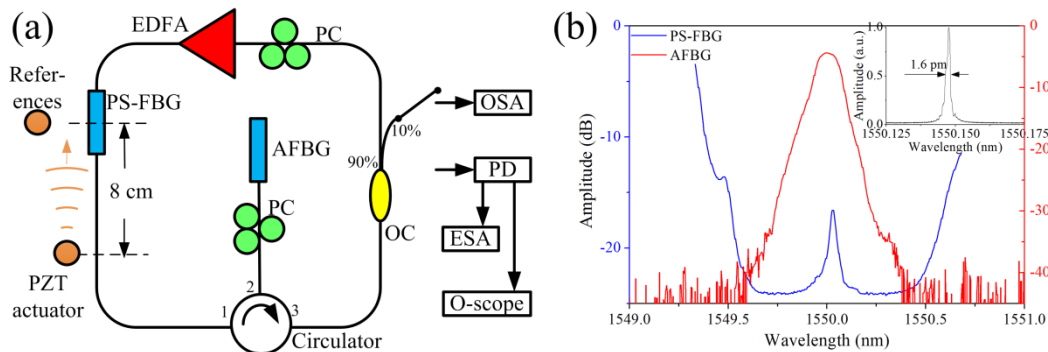 (a)
EDFA
PC
Refer-
ences
PS-FBG
8 cm
PZT
actuator
AFBG
PC
1
2
3
Circulator
90%
10%
OC
OSA
PD
ESA
O-scope
(b)
PS-FBG
AFBG
Amplitude (dB)
0
-10
-20
1549.0
1549.5
1550.0
1550.5
1551.0
Wavelength (nm)
0
-10
-20
-30
-40
Amplitude (a.u.)
1.0
0.5
0.0
1.6 pm
1550.125
1550.150
1550.175
Wavelength (nm)